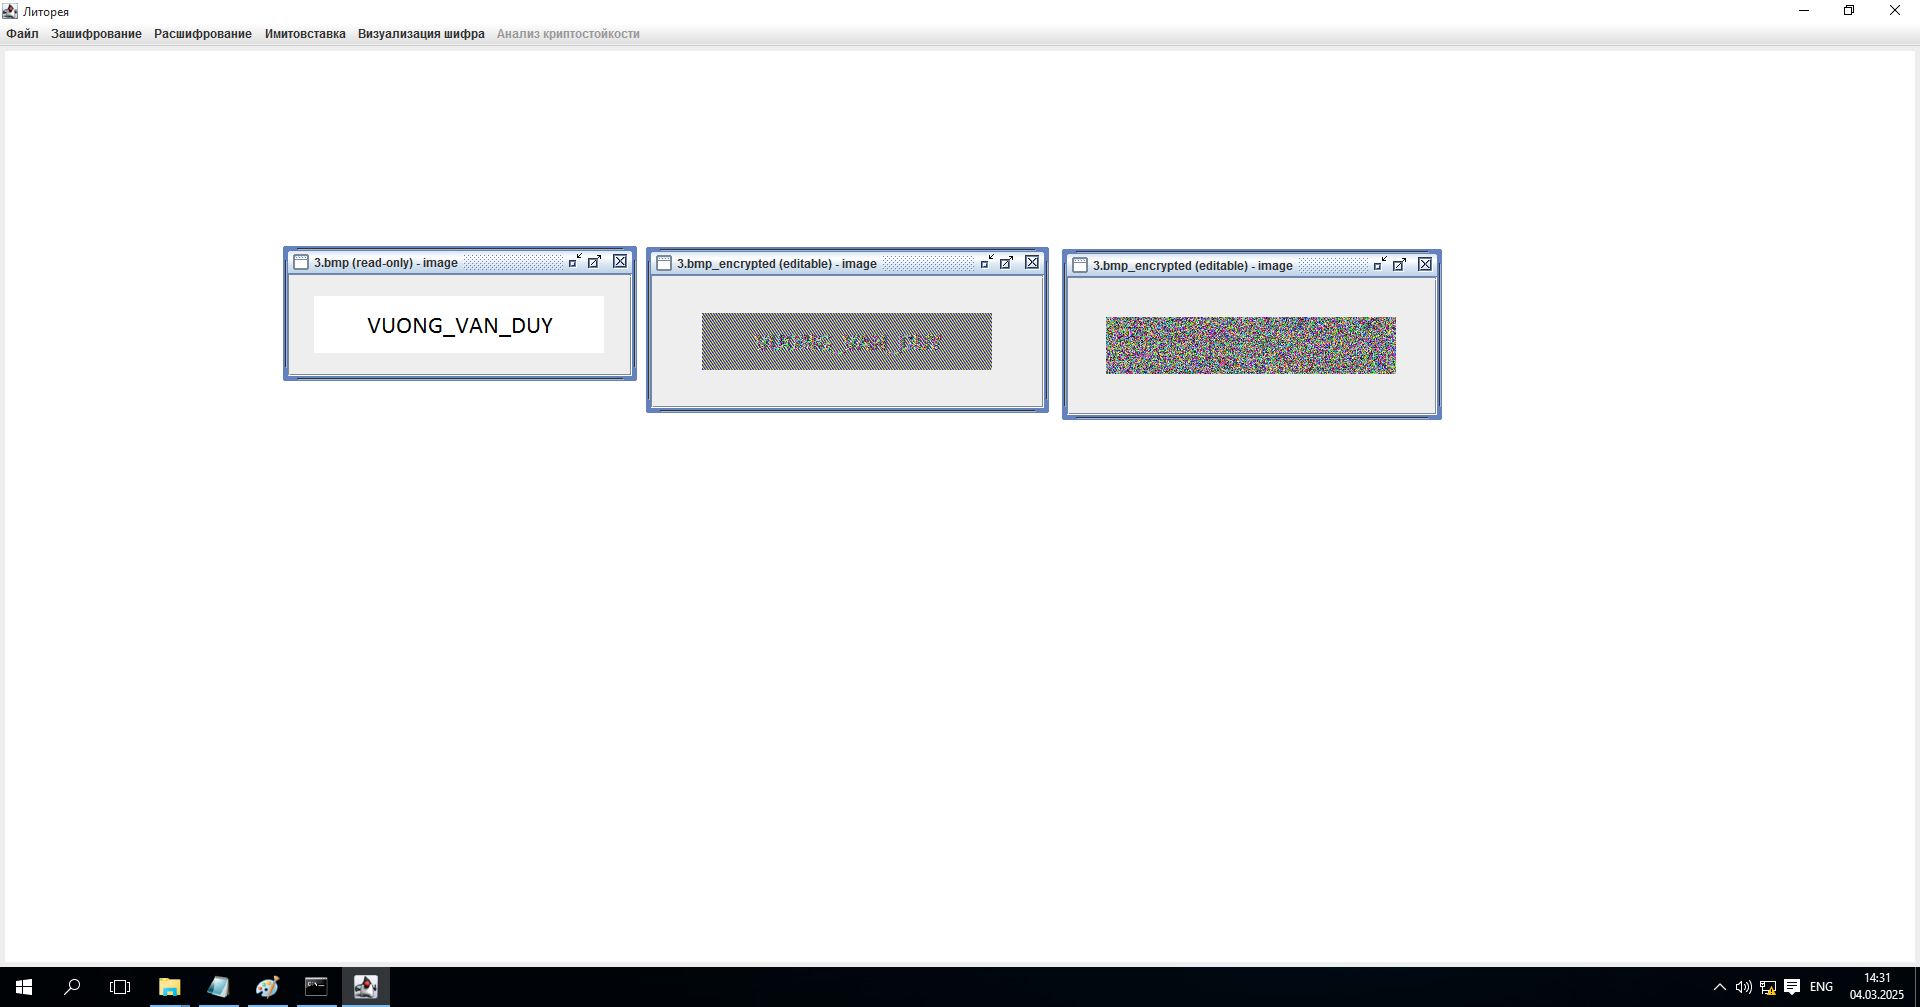 Литорея
Файл Зашифрование Расшифрование Имитовставка Визуализация шифра Анализ криптостойкости
3.bmp (read-only) - image
VUONG_VAN_DUY
3.bmp_encrypted (editable) - image
VUONG_VAN_DUY
3.bmp_encrypted (editable) - image
ENG
14:31
04.03.2025